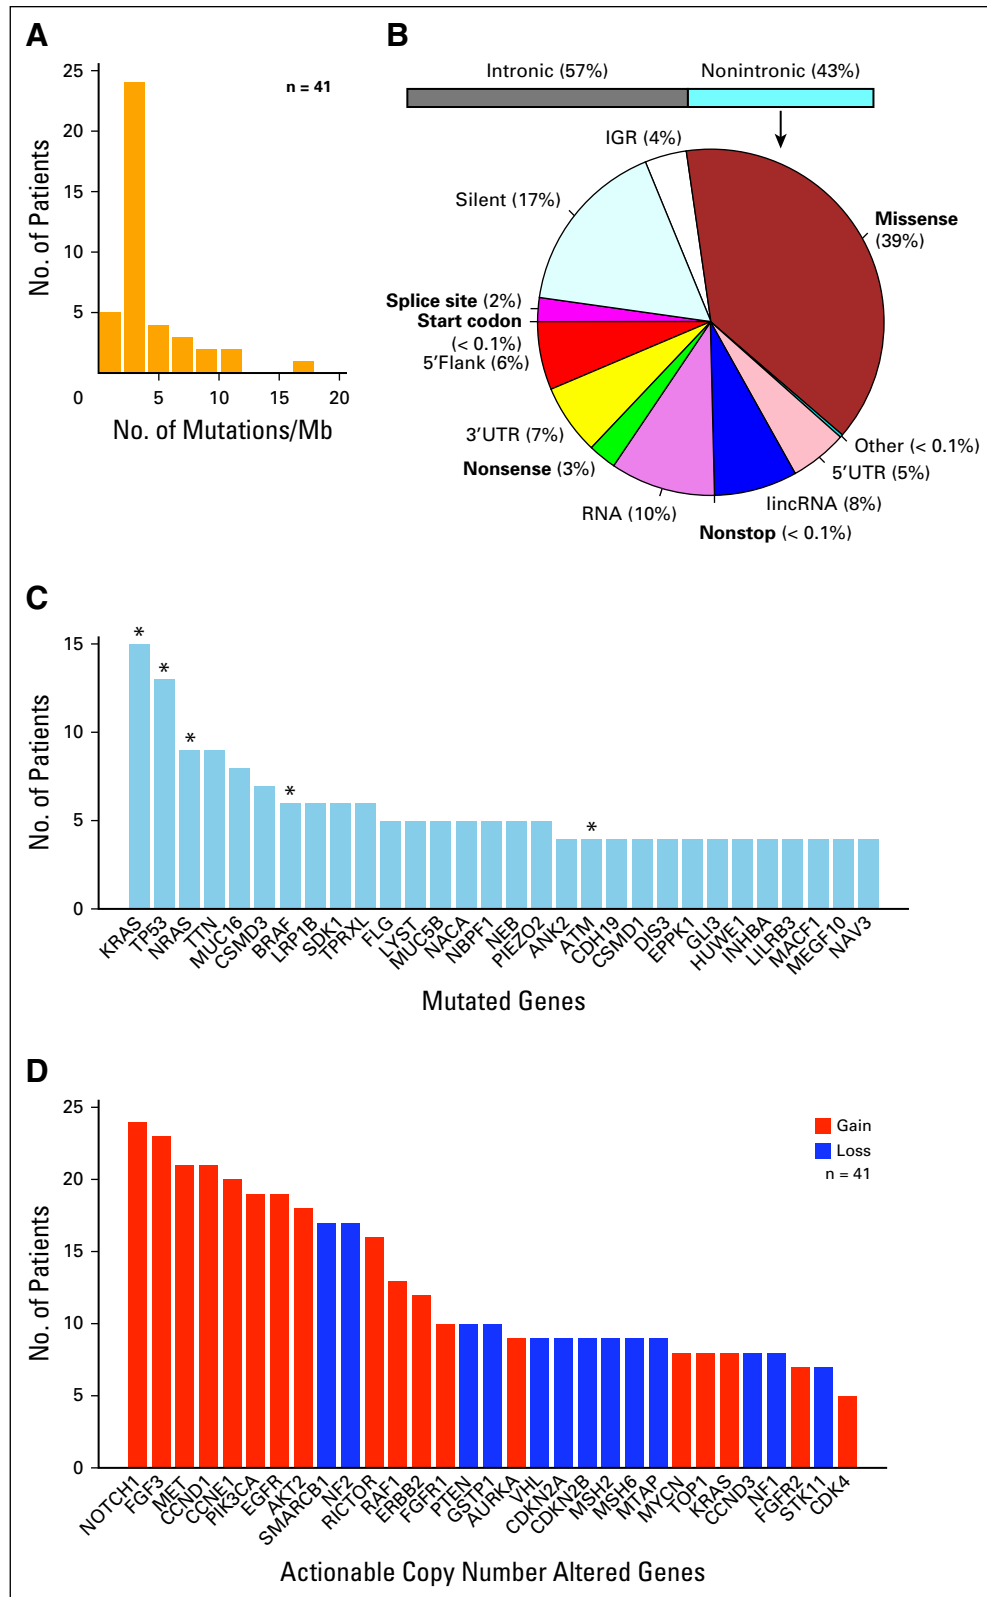 A
25
20
15
10
5
0
5
10
15
20
No. of Patients
No. of Mutations/Mb
n = 41
B
Intronic (57%)
Nonintronic (43%)
IGR (4%)
Silent (17%)
Missense
(39%)
Splice site (2%)
Start codon
(< 0.1%)
5′Flank (6%)
3′UTR (7%)
Nonsense (3%)
RNA (10%)
Nonstop (< 0.1%)
lincRNA (8%)
5′UTR (5%)
Other (< 0.1%)
C
15
10
5
0
No. of Patients
*
*
*
*
*
KRAS
TP53
NRAS
TTN
MUC16
CSMD3
BRAF
LRP1B
SDK1
TPRXL
FLG
LYST
MUC5B
NACA
NBPF1
NEB
PIEZO2
ANK2
ATM
CDH19
CSMD1
DIS3
EPPK1
GLI3
HUWE1
INHBA
LILRB3
MACF1
MEGF10
NAV3
Mutated Genes
D
25
20
15
10
5
0
No. of Patients
Gain
Loss
n = 41
NOTCH1
FGF3
MET
CCND1
CCNE1
PIK3CA
EGFR
AKT2
SMARCB1
NF2
RICTOR
RAF1
ERBB2
FGFR1
PTEN
GSTP1
AURKA
VHL
CDKN2A
CDKN2B
MSH2
MSH6
MTAP
MYCN
TOP1
KRAS
CCND3
NF1
FGFR2
STK11
CDK4
Actionable Copy Number Altered Genes